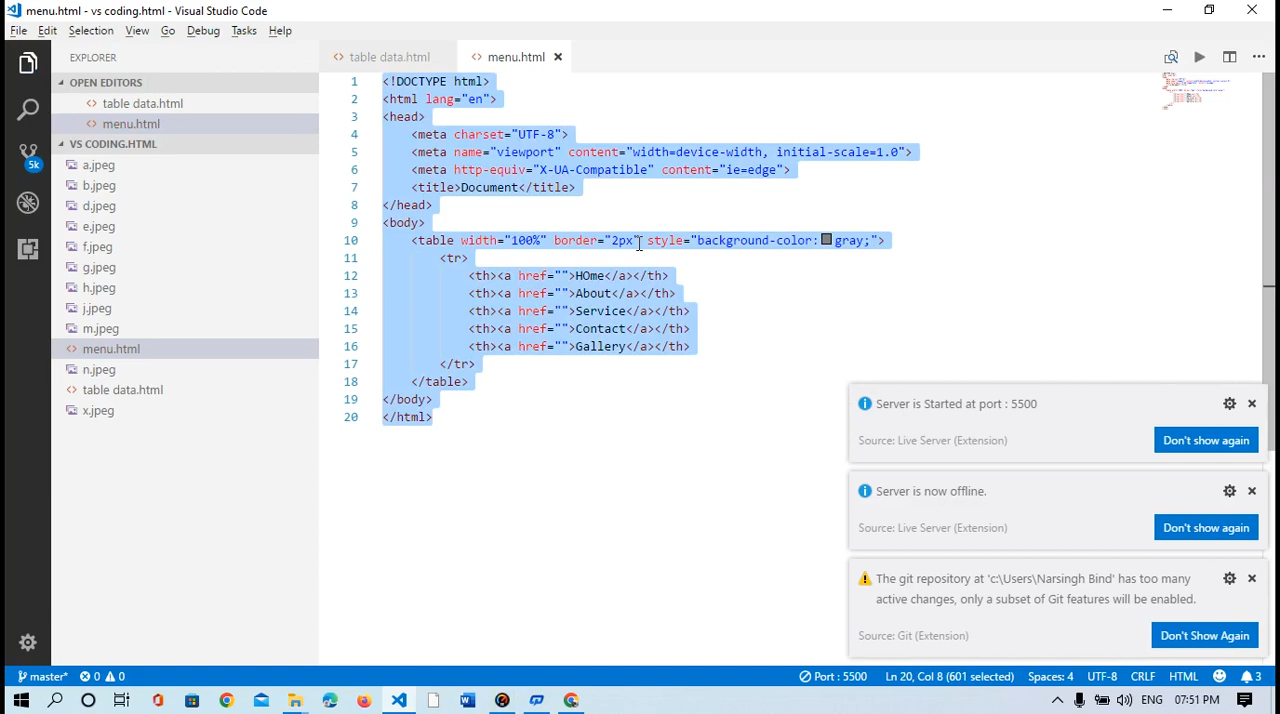 menu.html - vs coding.html - Visual Studio Code
File Edit Selection View Go Debug Tasks Help
EXPLORER
OPEN EDITORS
<> table data.html
<> menu.html
VS CODING.HTML
a.jpeg
b.jpeg
d.jpeg
e.jpeg
f.jpeg
g.jpeg
h.jpeg
j.jpeg
m.jpeg
<> menu.html
n.jpeg
<> table data.html
x.jpeg
5k
<> table data.html <> menu.html
1 <!DOCTYPE html>
2 <html lang="en">
3 <head>
4 <meta charset="UTF-8">
5 <meta name="viewport" content="width=device-width, initial-scale=1.0">
6 <meta http-equiv="X-UA-Compatible" content="ie=edge">
7 <title>Document</title>
8 </head>
9 <body>
10 <table width="100%" border="2px" style="background-color: gray;">
11 <tr>
12 <th><a href="">HOme</a></th>
13 <th><a href="">About</a></th>
14 <th><a href="">Service</a></th>
15 <th><a href="">Contact</a></th>
16 <th><a href="">Gallery</a></th>
17 </tr>
18 </table>
19 </body>
20 </html>
Server is Started at port : 5500
Source: Live Server (Extension)
Don't show again
Server is now offline.
Source: Live Server (Extension)
Don't show again
The git repository at 'c:\Users\Narsingh Bind' has too many
active changes, only a subset of Git features will be enabled.
Source: Git (Extension)
Don't Show Again
master* 0 0 Port : 5500 Ln 20, Col 8 (601 selected) Spaces: 4 UTF-8 CRLF HTML 3
ENG 07:51 PM